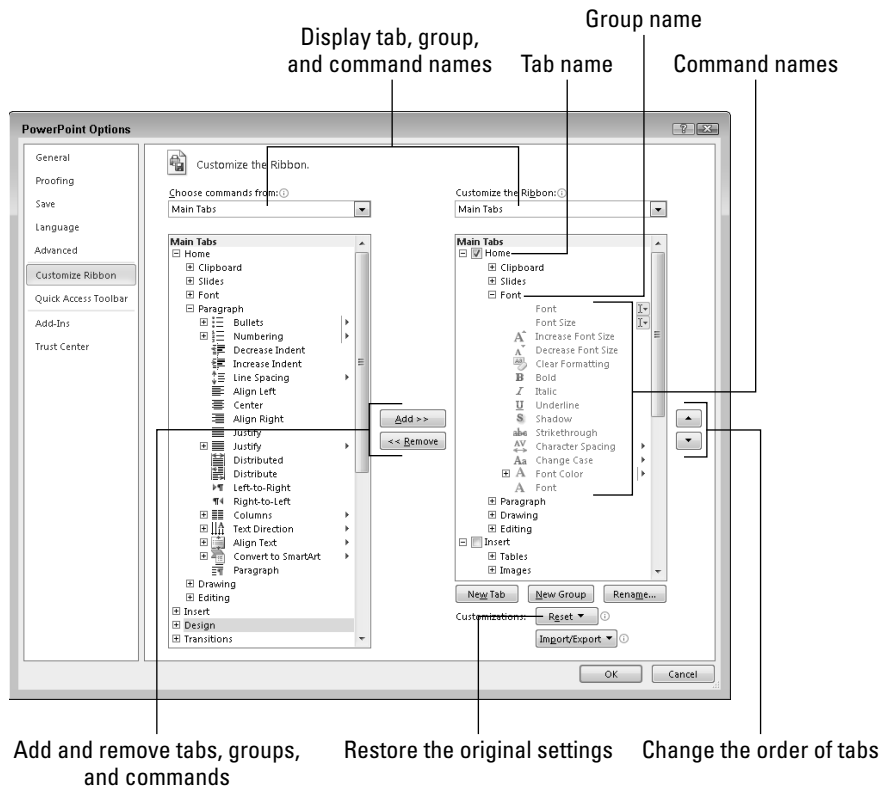 Group name
Display tab, group,
and command names
Tab name
Command names
PowerPoint Options
General
Proofing
Save
Language
Advanced
Customize Ribbon
Quick Access Toolbar
Add-Ins
Trust Center
Customize the Ribbon.
Choose commands from:
Main Tabs
Main Tabs
Home
Clipboard
Slides
Font
Paragraph
Bullets
Numbering
Decrease Indent
Increase Indent
Line Spacing
Align Left
Center
Align Right
Justify
Justify
Distributed
Distribute
Left-to-Right
Right-to-Left
Columns
Text Direction
Align Text
Convert to SmartArt
Paragraph
Drawing
Editing
Insert
Design
Transitions
Add >>
<< Remove
Customize the Ribbon:
Main Tabs
Main Tabs
Home
Clipboard
Slides
Font
Font
Font Size
Increase Font Size
Decrease Font Size
Clear Formatting
Bold
Italic
Underline
Shadow
Strikethrough
Character Spacing
Change Case
Font Color
Font
Paragraph
Drawing
Editing
Insert
Tables
Images
New Tab
New Group
Rename...
Customizations:
Reset
Import/Export
OK
Cancel
Add and remove tabs, groups,
and commands
Restore the original settings
Change the order of tabs